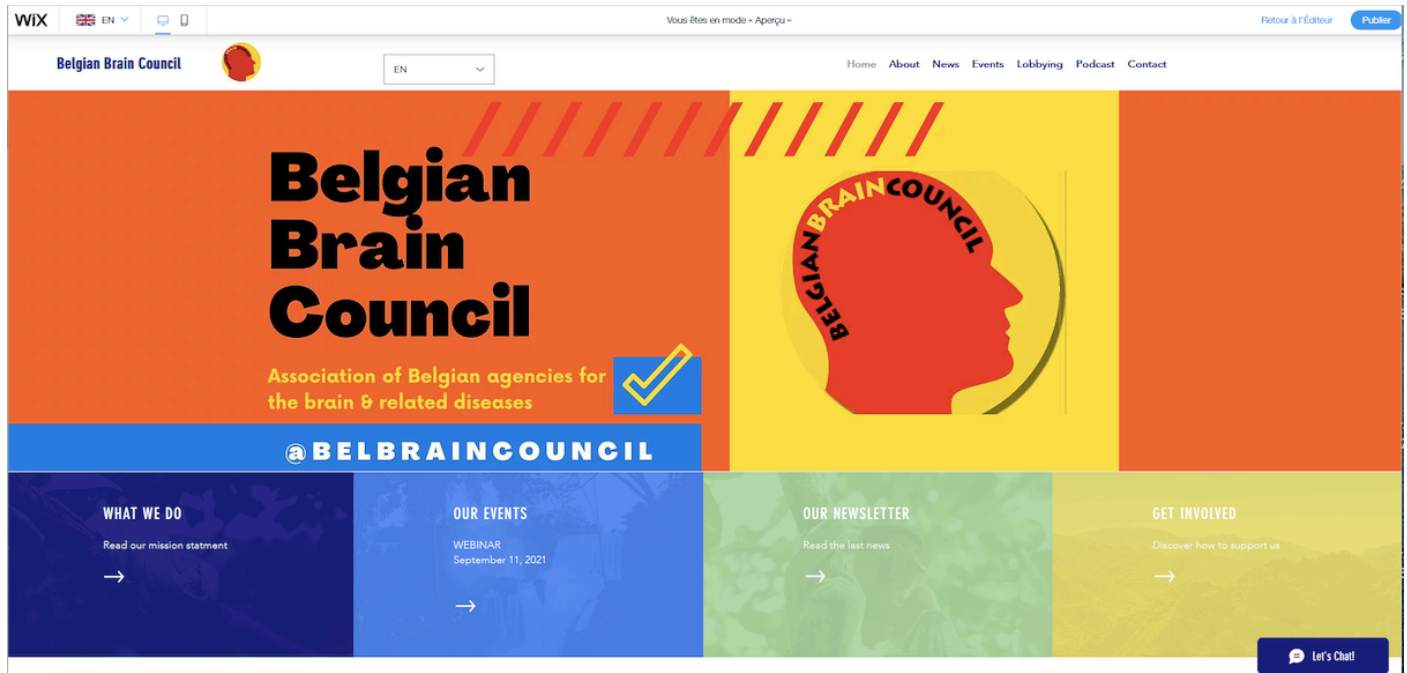 WiX EN Vous êtes en mode « Aperçu » Retour à l'Éditeur Publier
Belgian Brain Council EN Home About News Events Lobbying Podcast Contact
Belgian
Brain
Council
Association of Belgian agencies for
the brain & related diseases
@BELBRAINCOUNCIL
BELGIANBRAINCOUNCIL
WHAT WE DO
Read our mission statment
OUR EVENTS
WEBINAR
September 11, 2021
OUR NEWSLETTER
Read the last news
GET INVOLVED
Discover how to support us
Let's Chat!